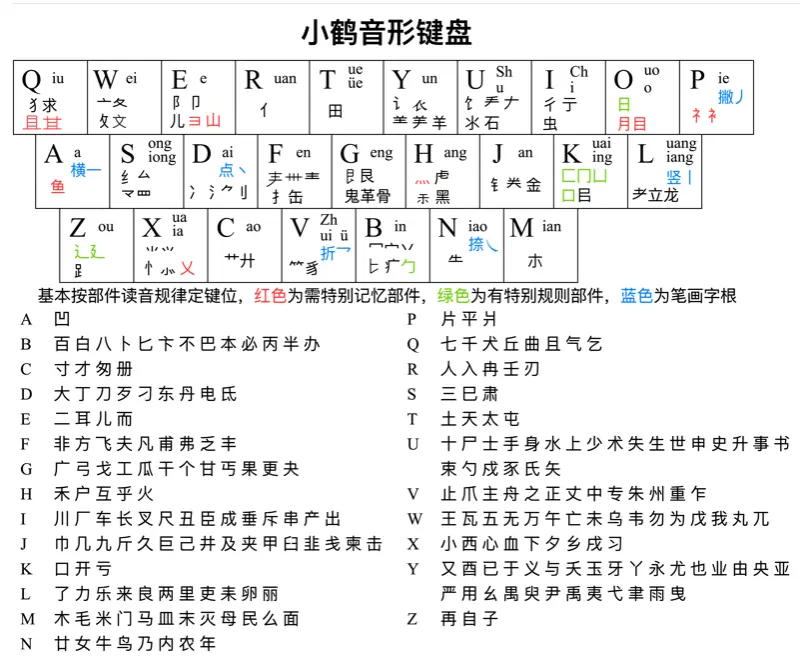 小鹤音形键盘
Q iu W ei E e R uan T ue üe Y un U Sh u I Ch i O uo o P ie
犭求 亠夂 阝卩 亻 田 讠 饣 彳亍 日 撇丿
且 攵文 儿彐山 羊 水石 虫 月目 礻衤
A a S ong iong D ai F en G eng H ang J an K uai ing L uang iang
横一 纟厶 点丶 艮 灬 钅金 匚冂凵 竖丨
鱼 龴罒 冫氵刂 扌缶 鬼革骨 黑 口 耂立龙
Z ou X ua ia C ao V Zh ui ü B in N iao M ian
辶廴 艹廾 折乛 冖宀丷 捺㇏
忄乂 豸 疒勹
基本按部件读音规律定键位，红色为需特别记忆部件，绿色为有特别规则部件，蓝色为笔画字根
A 凹
P 片平爿
B 百白八卜匕卞不巴本必丙半办
Q 七千犬丘曲且气乞
C 寸才匆册
R 人入冉壬刃
D 大丁刀歹刁东丹电氐
S 三巳肃
E 二耳儿而
T 土天太屯
F 非方飞夫凡甫弗乏丰
U 十尸士手身水上少术失生世申史升事书
G 广弓戈工瓜干个甘丐果更夬
束勺戍豕氏矢
H 禾户互乎火
V 止爪主舟之正丈中专朱州重乍
I 川厂车长叉尺丑臣成垂斥串产出
W 王瓦五无万午亡未乌韦勿为戊我丸兀
J 巾几九斤久巨己井及夹甲臼韭戋柬击
X 小西心血下夕乡戌习
K 口开亏
Y 又酉已于义与夭玉牙丫永尤也业由央亚
L 了力乐来良两里吏耒卵丽
严用幺禺臾尹禹夷弋聿雨曳
M 木毛米门马皿末灭母民么面
Z 再自子
N 廿女牛鸟乃内农年